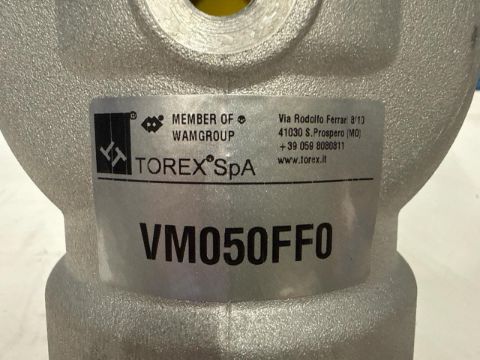 MEMBER OF
WAMGROUP
TOREX® SpA
Via Rodolfo Ferrari 8/10
41030 S.Prospero (MO)
+39 059 8080811
www.torex.it
VM050FF0